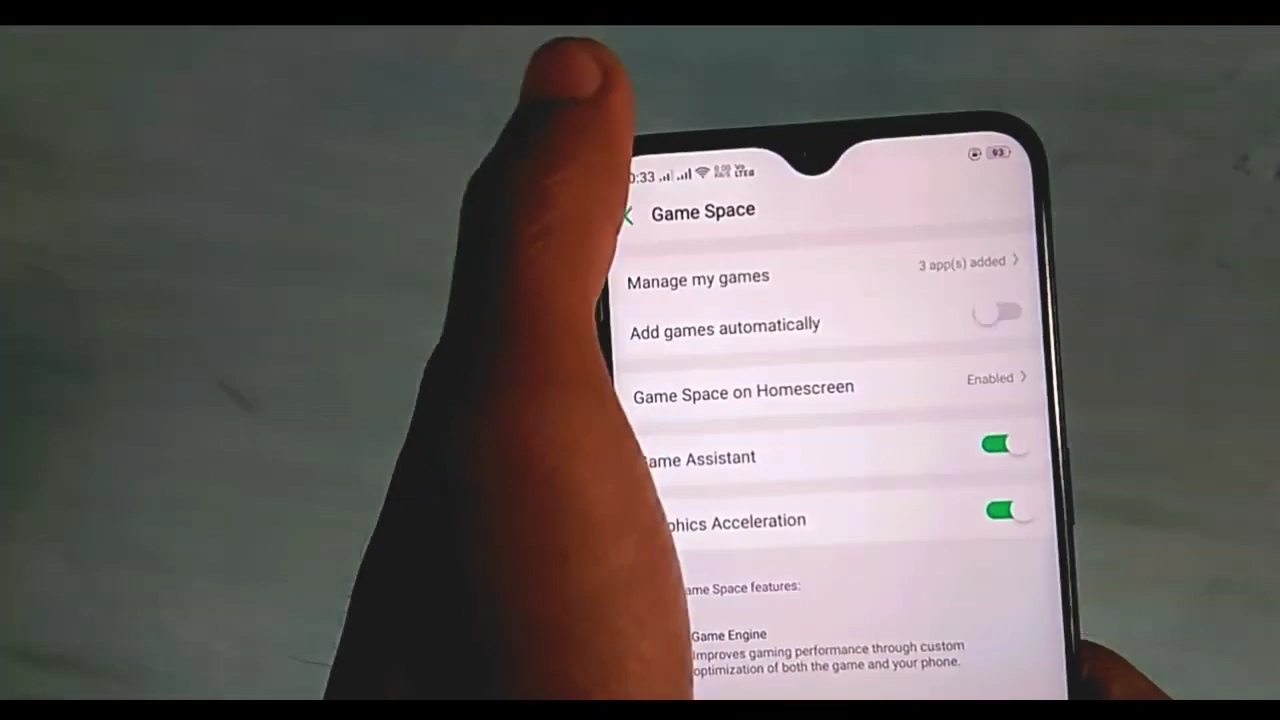 :33
93
Game Space
Manage my games
3 app(s) added
Add games automatically
Game Space on Homescreen
Enabled
ame Assistant
phics Acceleration
ame Space features:
Game Engine
Improves gaming performance through custom
optimization of both the game and your phone.